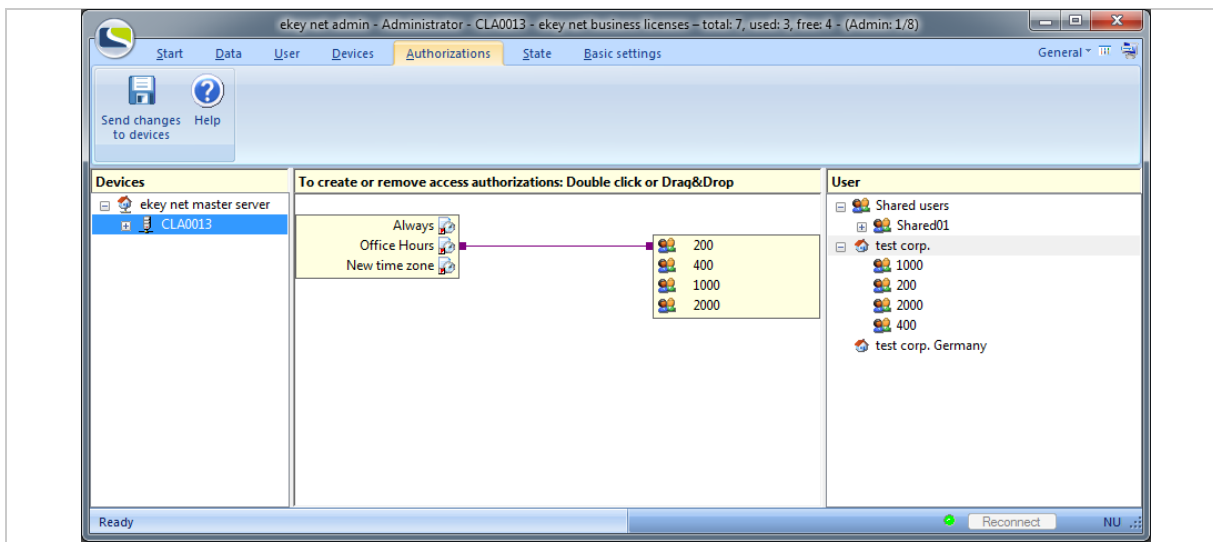 ekey net admin - Administrator - CLA0013 - ekey net business licenses – total: 7, used: 3, free: 4 - (Admin: 1/8)
Start Data User Devices Authorizations State Basic settings General
Send changes to devices Help
Devices
ekey net master server
CLA0013
To create or remove access authorizations: Double click or Drag&Drop
Always
Office Hours
New time zone
200
400
1000
2000
User
Shared users
Shared01
test corp.
1000
200
2000
400
test corp. Germany
Ready Reconnect NU